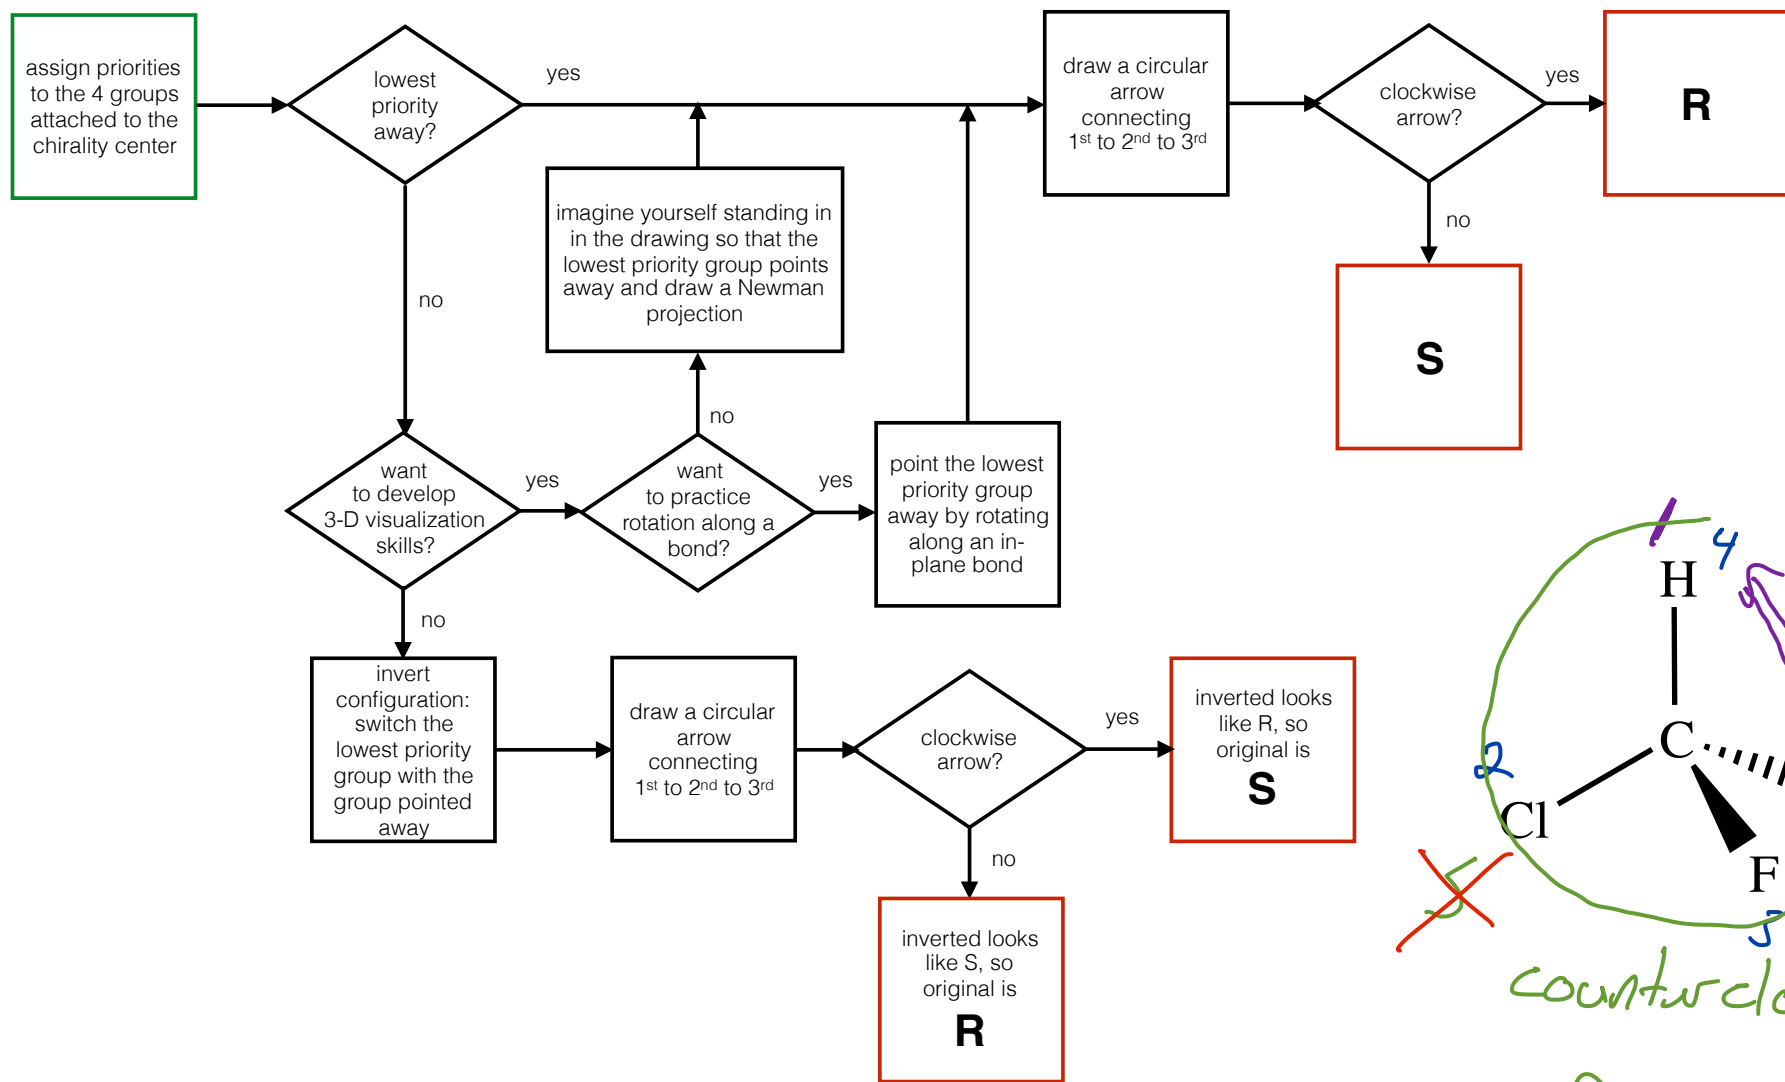 assign priorities
to the 4 groups
attached to the
chirality center
lowest
priority
away?
yes
no
imagine yourself standing in
in the drawing so that the
lowest priority group points
away and draw a Newman
projection
draw a circular
arrow
connecting
1st to 2nd to 3rd
clockwise
arrow?
yes
R
no
S
want
to develop
3-D visualization
skills?
yes
no
want
to practice
rotation along a
bond?
no
yes
point the lowest
priority group
away by rotating
along an in-
plane bond
invert
configuration:
switch the
lowest priority
group with the
group pointed
away
draw a circular
arrow
connecting
1st to 2nd to 3rd
clockwise
arrow?
yes
inverted looks
like R, so
original is
S
no
inverted looks
like S, so
original is
R
1
4
H
C
2
Cl
F
3
S